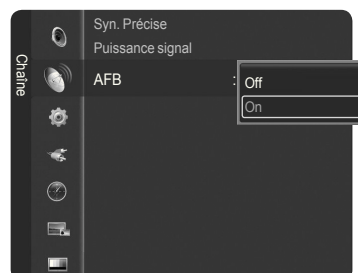 Chaîne
Syn. Précise
Puissance signal
AFB : Off
On